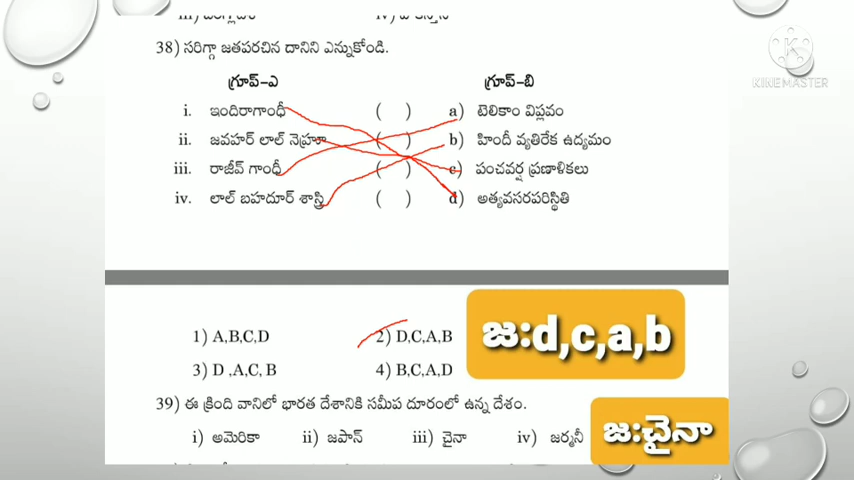 KINEMASTER
38) సరిగ్గా జతపరచిన దానిని ఎన్నుకోండి.
గ్రూప్-ఎ గ్రూప్-బి
i. ఇందిరాగాంధీ ( ) a) టెలికాం విప్లవం
ii. జవహర్ లాల్ నెహ్రూ ( ) b) హిందీ వ్యతిరేక ఉద్యమం
iii. రాజీవ్ గాంధీ ( ) c) పంచవర్ష ప్రణాళికలు
iv. లాల్ బహదూర్ శాస్త్రి ( ) d) అత్యవసరపరిస్థితి
1) A,B,C,D 2) D,C,A,B
జ:d,c,a,b
3) D ,A,C, B 4) B,C,A,D
39) ఈ క్రింది వానిలో భారత దేశానికి సమీప దూరంలో ఉన్న దేశం.
i) అమెరికా ii) జపాన్ iii) చైనా iv) జర్మనీ
జ:చైనా